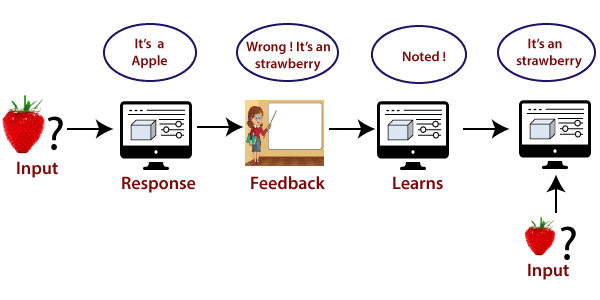 It's a
Apple
Wrong ! It's an
strawberry
Noted !
It's an
strawberry
?
Input
Response
Feedback
Learns
?
Input